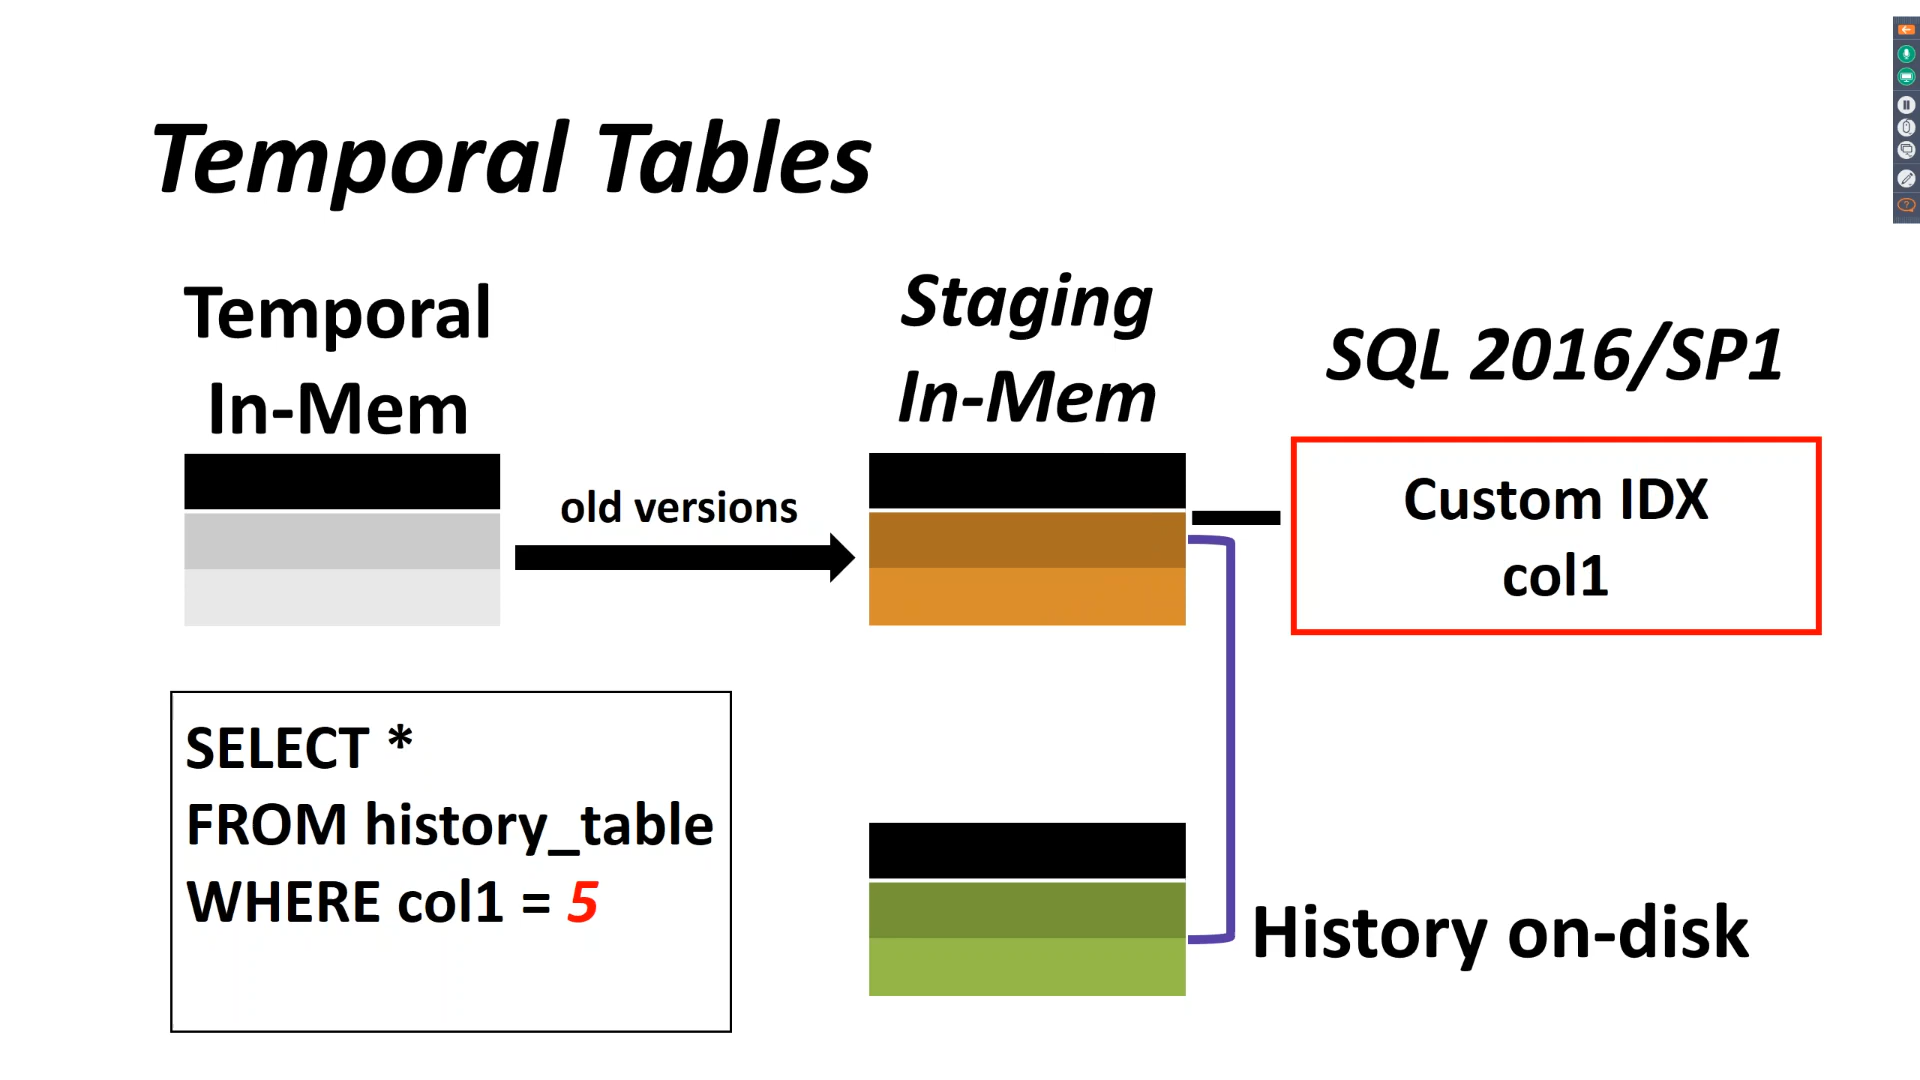 Temporal Tables
Temporal
In-Mem
old versions
Staging
In-Mem
SQL 2016/SP1
Custom IDX
col1
SELECT *
FROM history_table
WHERE col1 = 5
History on-disk